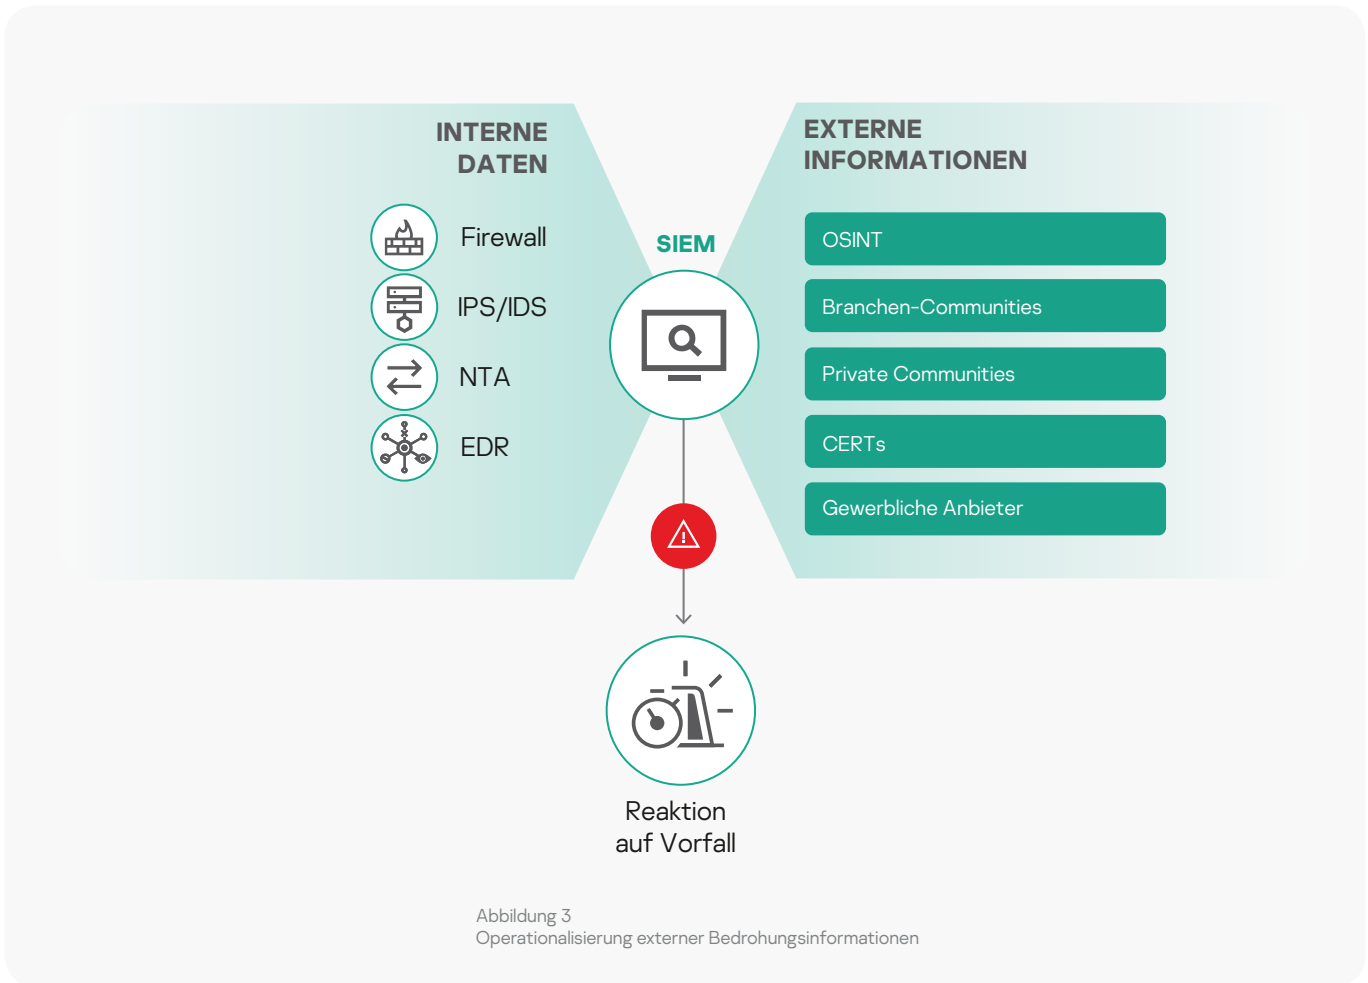 INTERNE
DATEN
Firewall
IPS/IDS
NTA
EDR
SIEM
EXTERNE
INFORMATIONEN
OSINT
Branchen-Communities
Private Communities
CERTs
Gewerbliche Anbieter
Reaktion
auf Vorfall
Abbildung 3
Operationalisierung externer Bedrohungsinformationen